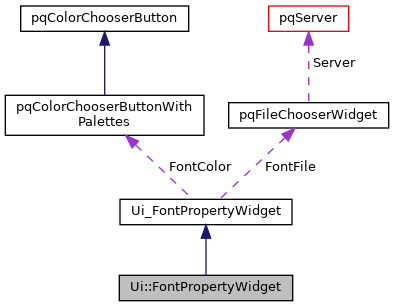 pqColorChooserButton
pqServer
Server
pqColorChooserButtonWith
Palettes
pqFileChooserWidget
FontColor
FontFile
Ui_FontPropertyWidget
Ui::FontPropertyWidget